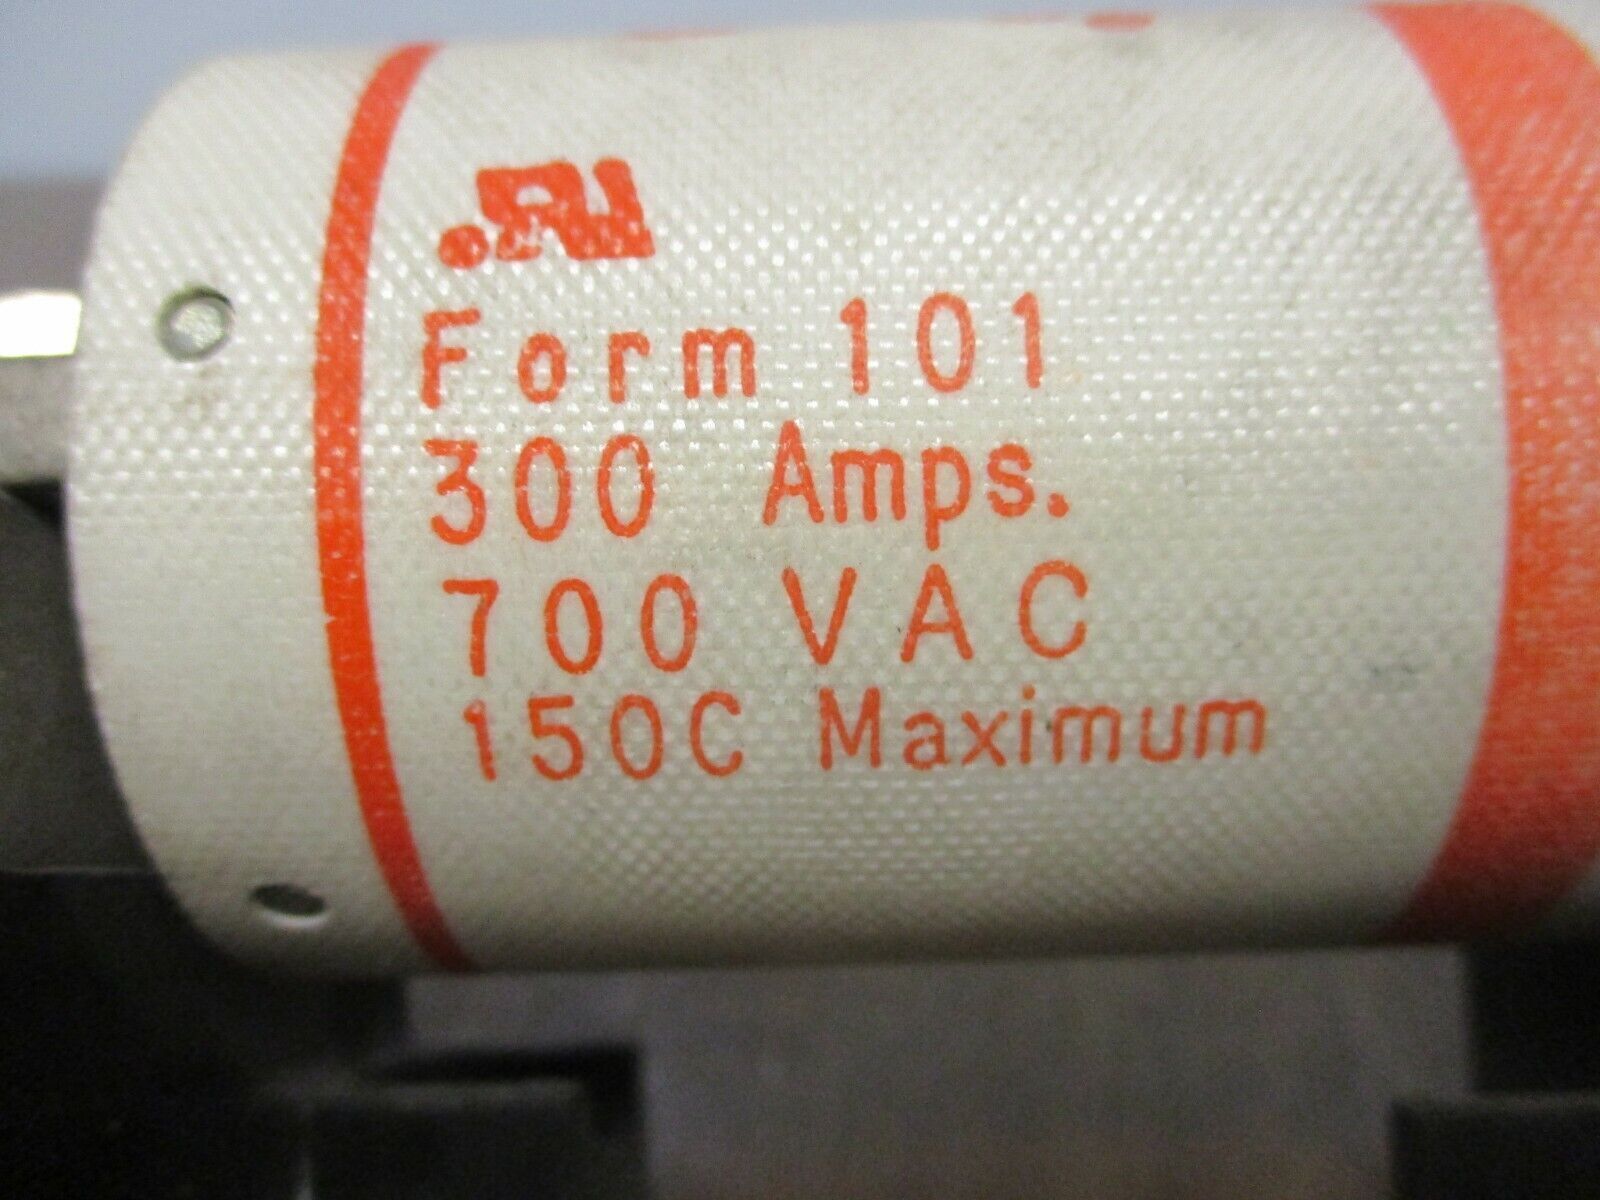 Form 101
300 Amps.
700 VAC
150C Maximum